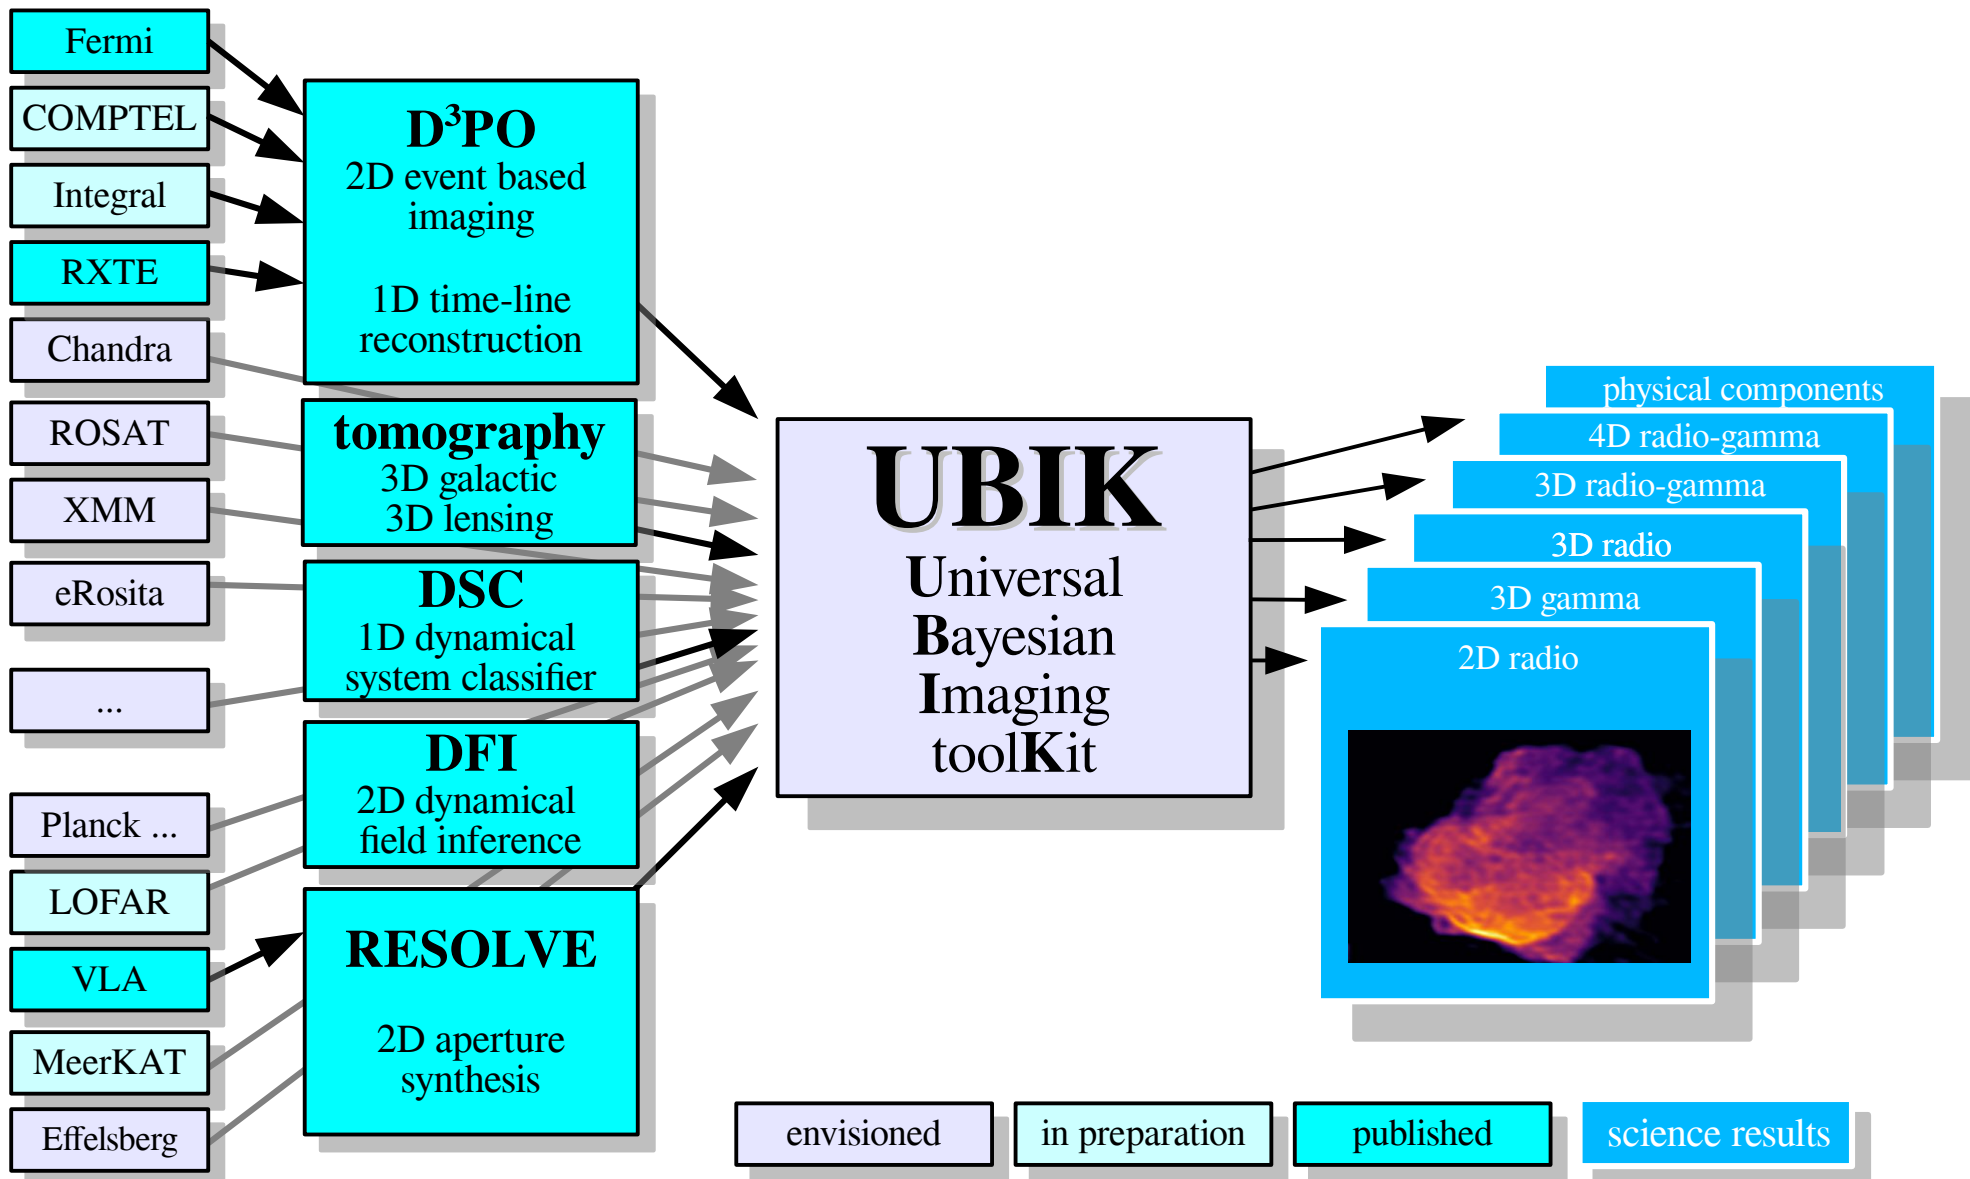 Fermi
COMPTEL
Integral
RXTE
Chandra
ROSAT
XMM
eRosita
...
Planck ...
LOFAR
VLA
MeerKAT
Effelsberg
D³PO
2D event based
imaging
1D time-line
reconstruction
tomography
3D galactic
3D lensing
DSC
1D dynamical
system classifier
DFI
2D dynamical
field inference
RESOLVE
2D aperture
synthesis
UBIK
Universal
Bayesian
Imaging
toolKit
physical components
4D radio-gamma
3D radio-gamma
3D radio
3D gamma
2D radio
envisioned
in preparation
published
science results